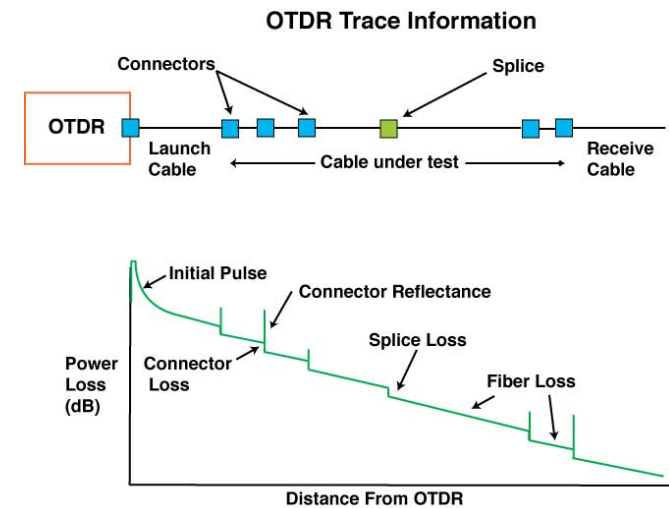 OTDR Trace Information
Connectors
Splice
OTDR
Launch
Cable
Cable under test
Receive
Cable
Initial Pulse
Connector Reflectance
Splice Loss
Power
Loss
(dB)
Connector
Loss
Fiber Loss
Distance From OTDR